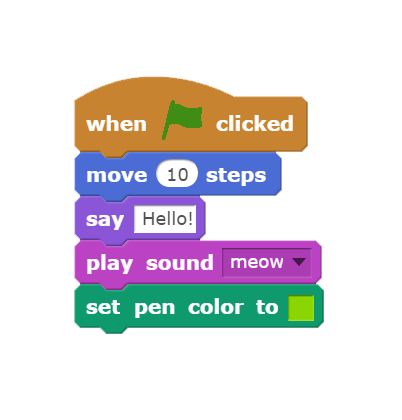 when clicked
move 10 steps
say Hello!
play sound meow
set pen color to